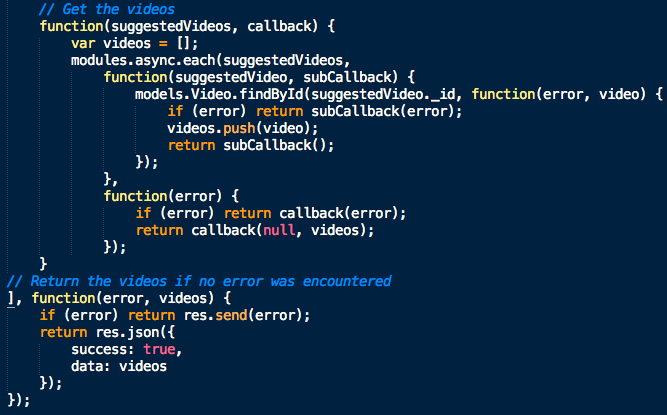 // Get the videos
function(suggestedVideos, callback) {
var videos = [];
modules.async.each(suggestedVideos,
function(suggestedVideo, subCallback) {
models.Video.findById(suggestedVideo._id, function(error, video) {
if (error) return subCallback(error);
videos.push(video);
return subCallback();
});
},
function(error) {
if (error) return callback(error);
return callback(null, videos);
});
}
// Return the videos if no error was encountered
], function(error, videos) {
if (error) return res.send(error);
return res.json({
success: true,
data: videos
});
});